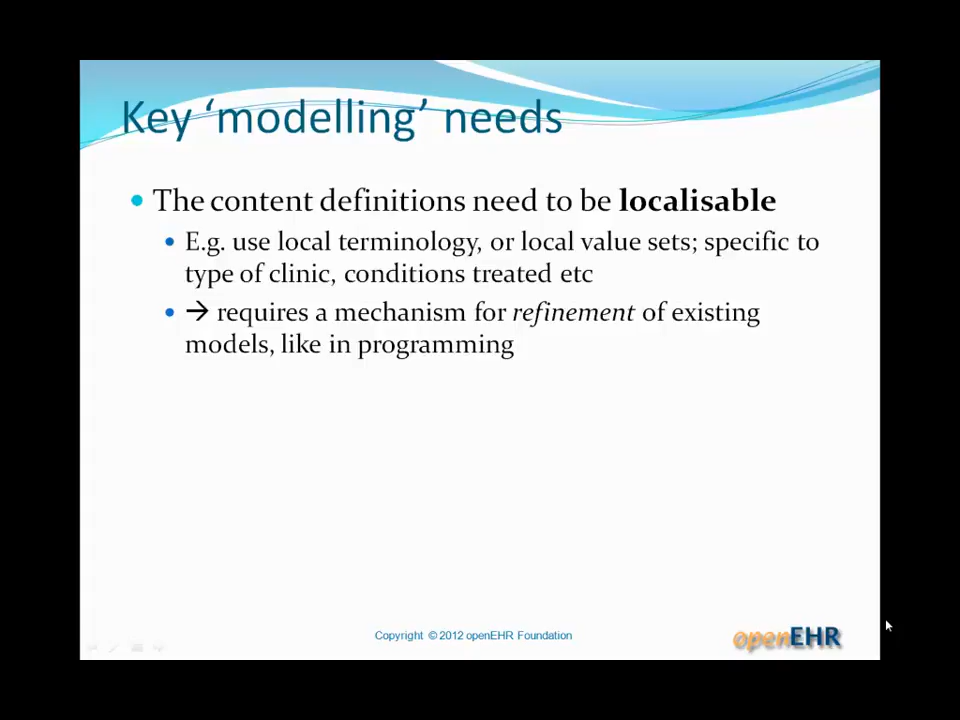 Key ‘modelling’ needs
• The content definitions need to be localisable
• E.g. use local terminology, or local value sets; specific to
type of clinic, conditions treated etc
• → requires a mechanism for refinement of existing
models, like in programming
Copyright © 2012 openEHR Foundation
openEHR